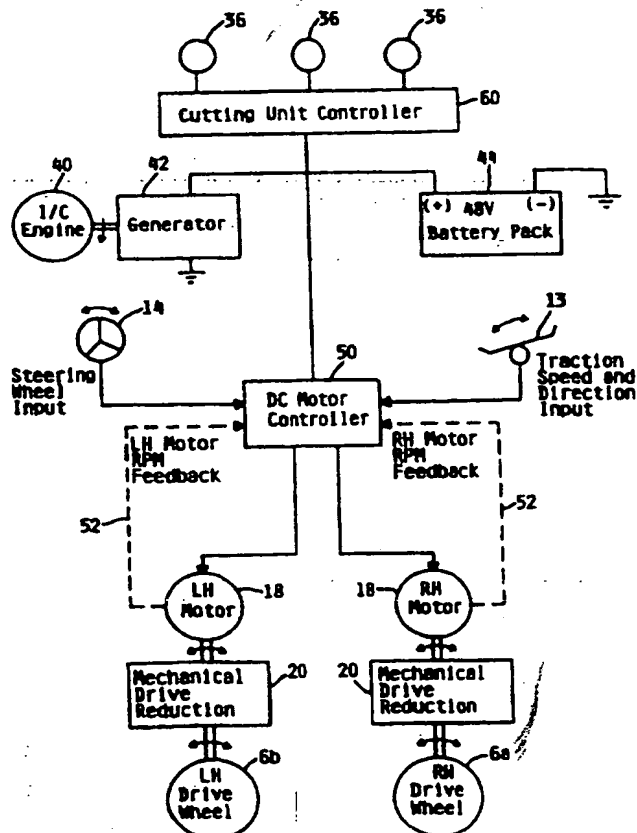 36 36 36
Cutting Unit Controller
60
40
42
44
I/C
Engine
Generator
(+) 48V (-)
Battery Pack
14
13
Steering
Wheel
Input
50
DC Motor
Controller
Traction
Speed and
Direction
Input
LH Motor
RPM
Feedback
RH Motor
RPM
Feedback
52
52
LH
Motor
18
18
RH
Motor
Mechanical
Drive
Reduction
20
20
Mechanical
Drive
Reduction
LH
Drive
Wheel
6b
RH
Drive
Wheel
6a